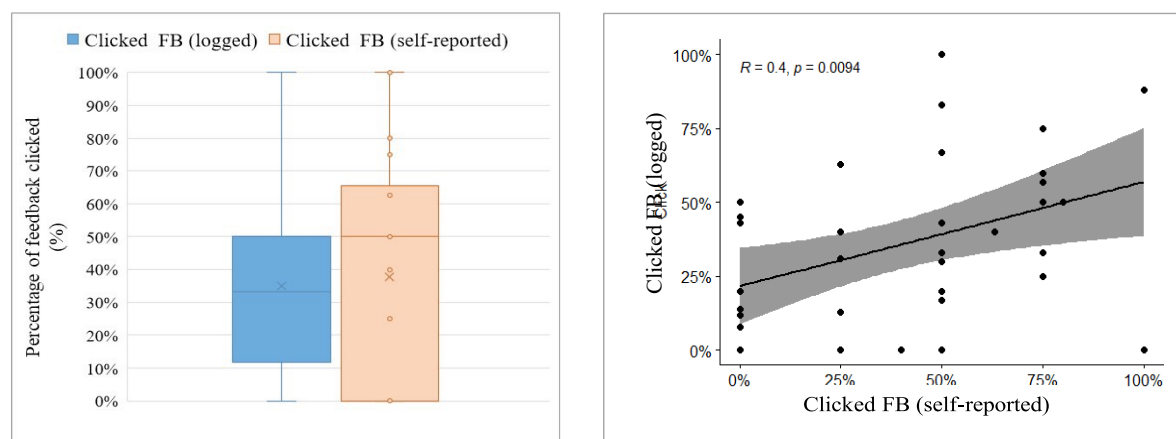 Clicked FB (logged) Clicked FB (self-reported)
100%
90%
80%
70%
60%
50%
40%
30%
20%
10%
0%
Percentage of feedback clicked
(%)
R = 0.4, p = 0.0094
100%
75%
50%
25%
0%
Clicked FB (logged)
0% 25% 50% 75% 100%
Clicked FB (self-reported)